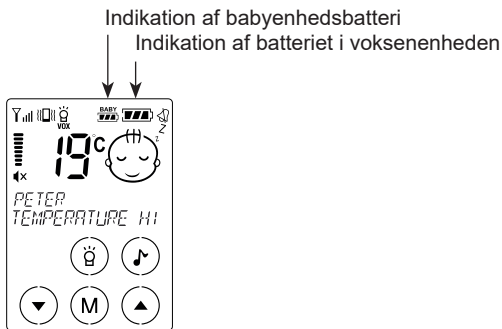 Indikation af babyenhedsbatteri
Indikation af batteriet i voksenenheden
BABY
VOX
Z
z
19°C
PETER
TEMPERATURE HI
M